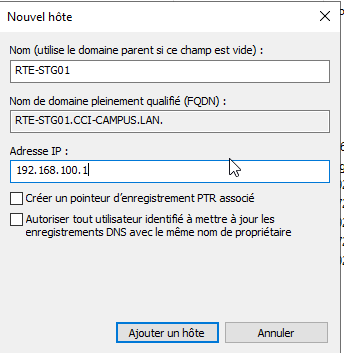 Nouvel hôte
Nom (utilise le domaine parent si ce champ est vide) :
RTE-STG01
Nom de domaine pleinement qualifié (FQDN) :
RTE-STG01.CCI-CAMPUS.LAN.
Adresse IP :
192.168.100.1
Créer un pointeur d'enregistrement PTR associé
Autoriser tout utilisateur identifié à mettre à jour les
enregistrements DNS avec le même nom de propriétaire
Ajouter un hôte
Annuler